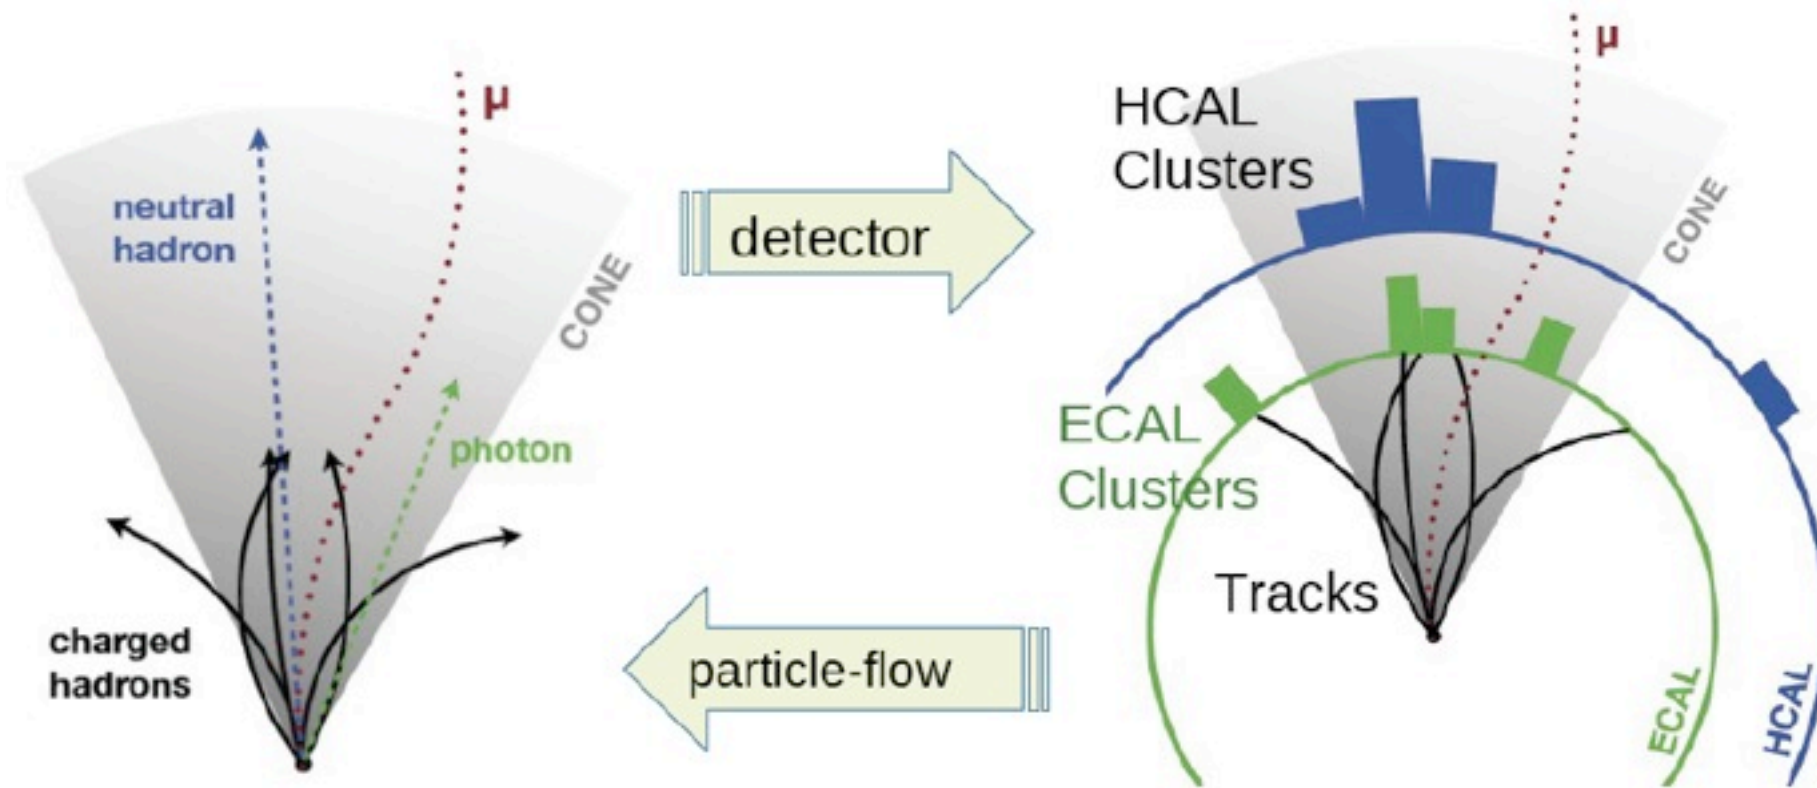 μ
neutral
hadron
CONE
photon
charged
hadrons
detector
particle-flow
μ
HCAL
Clusters
CONE
ECAL
Clusters
Tracks
ECAL
HCAL